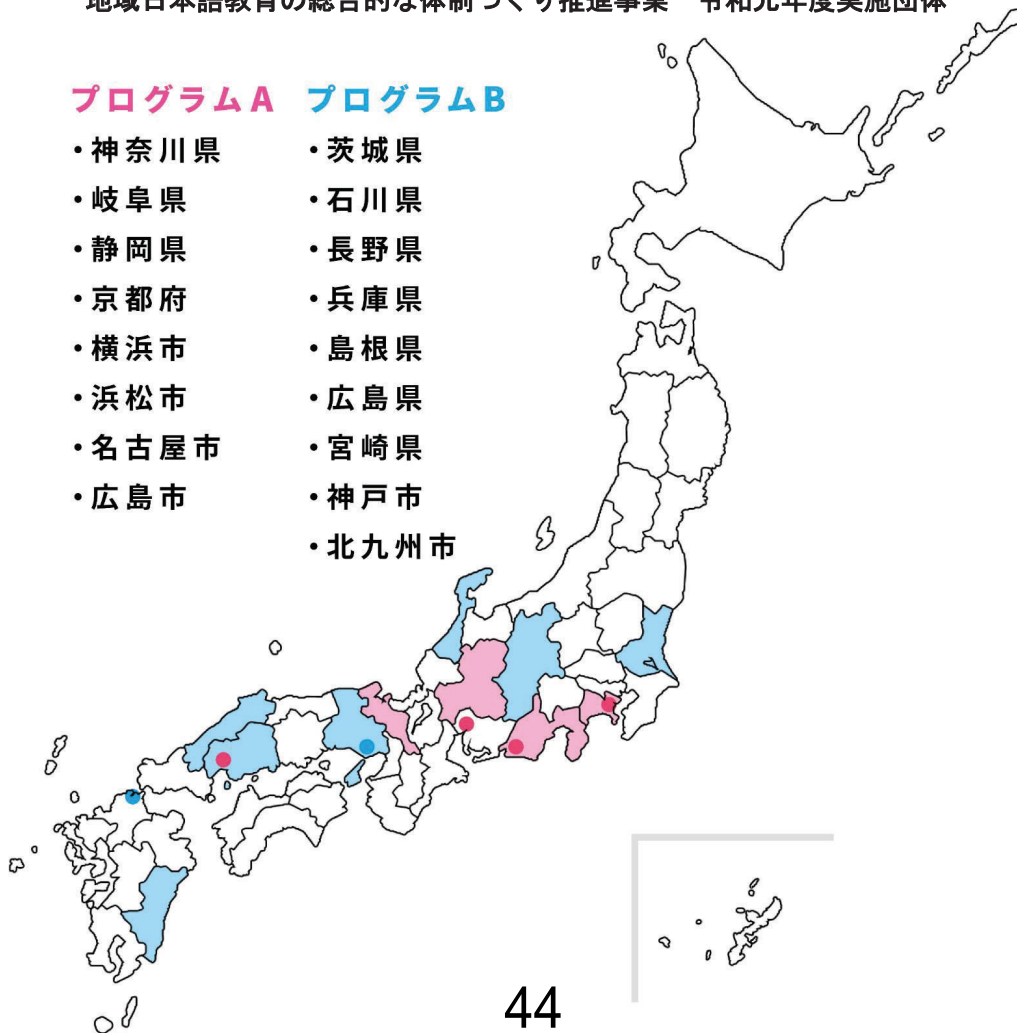 地域日本語教育の総合的な体制づくり推進事業　令和元年度実施団体
プログラムA
・神奈川県
・岐阜県
・静岡県
・京都府
・横浜市
・浜松市
・名古屋市
・広島市
プログラムB
・茨城県
・石川県
・長野県
・兵庫県
・島根県
・広島県
・宮崎県
・神戸市
・北九州市
44